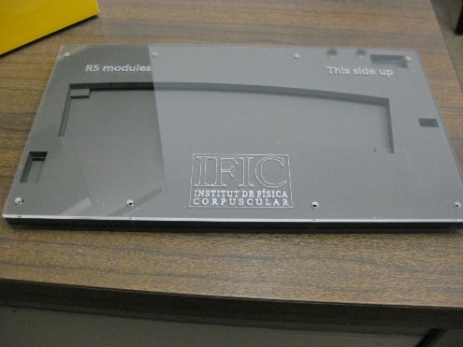 R5 modules
This side up
IFIC
INSTITUT DE FÍSICA
CORPUSCULAR